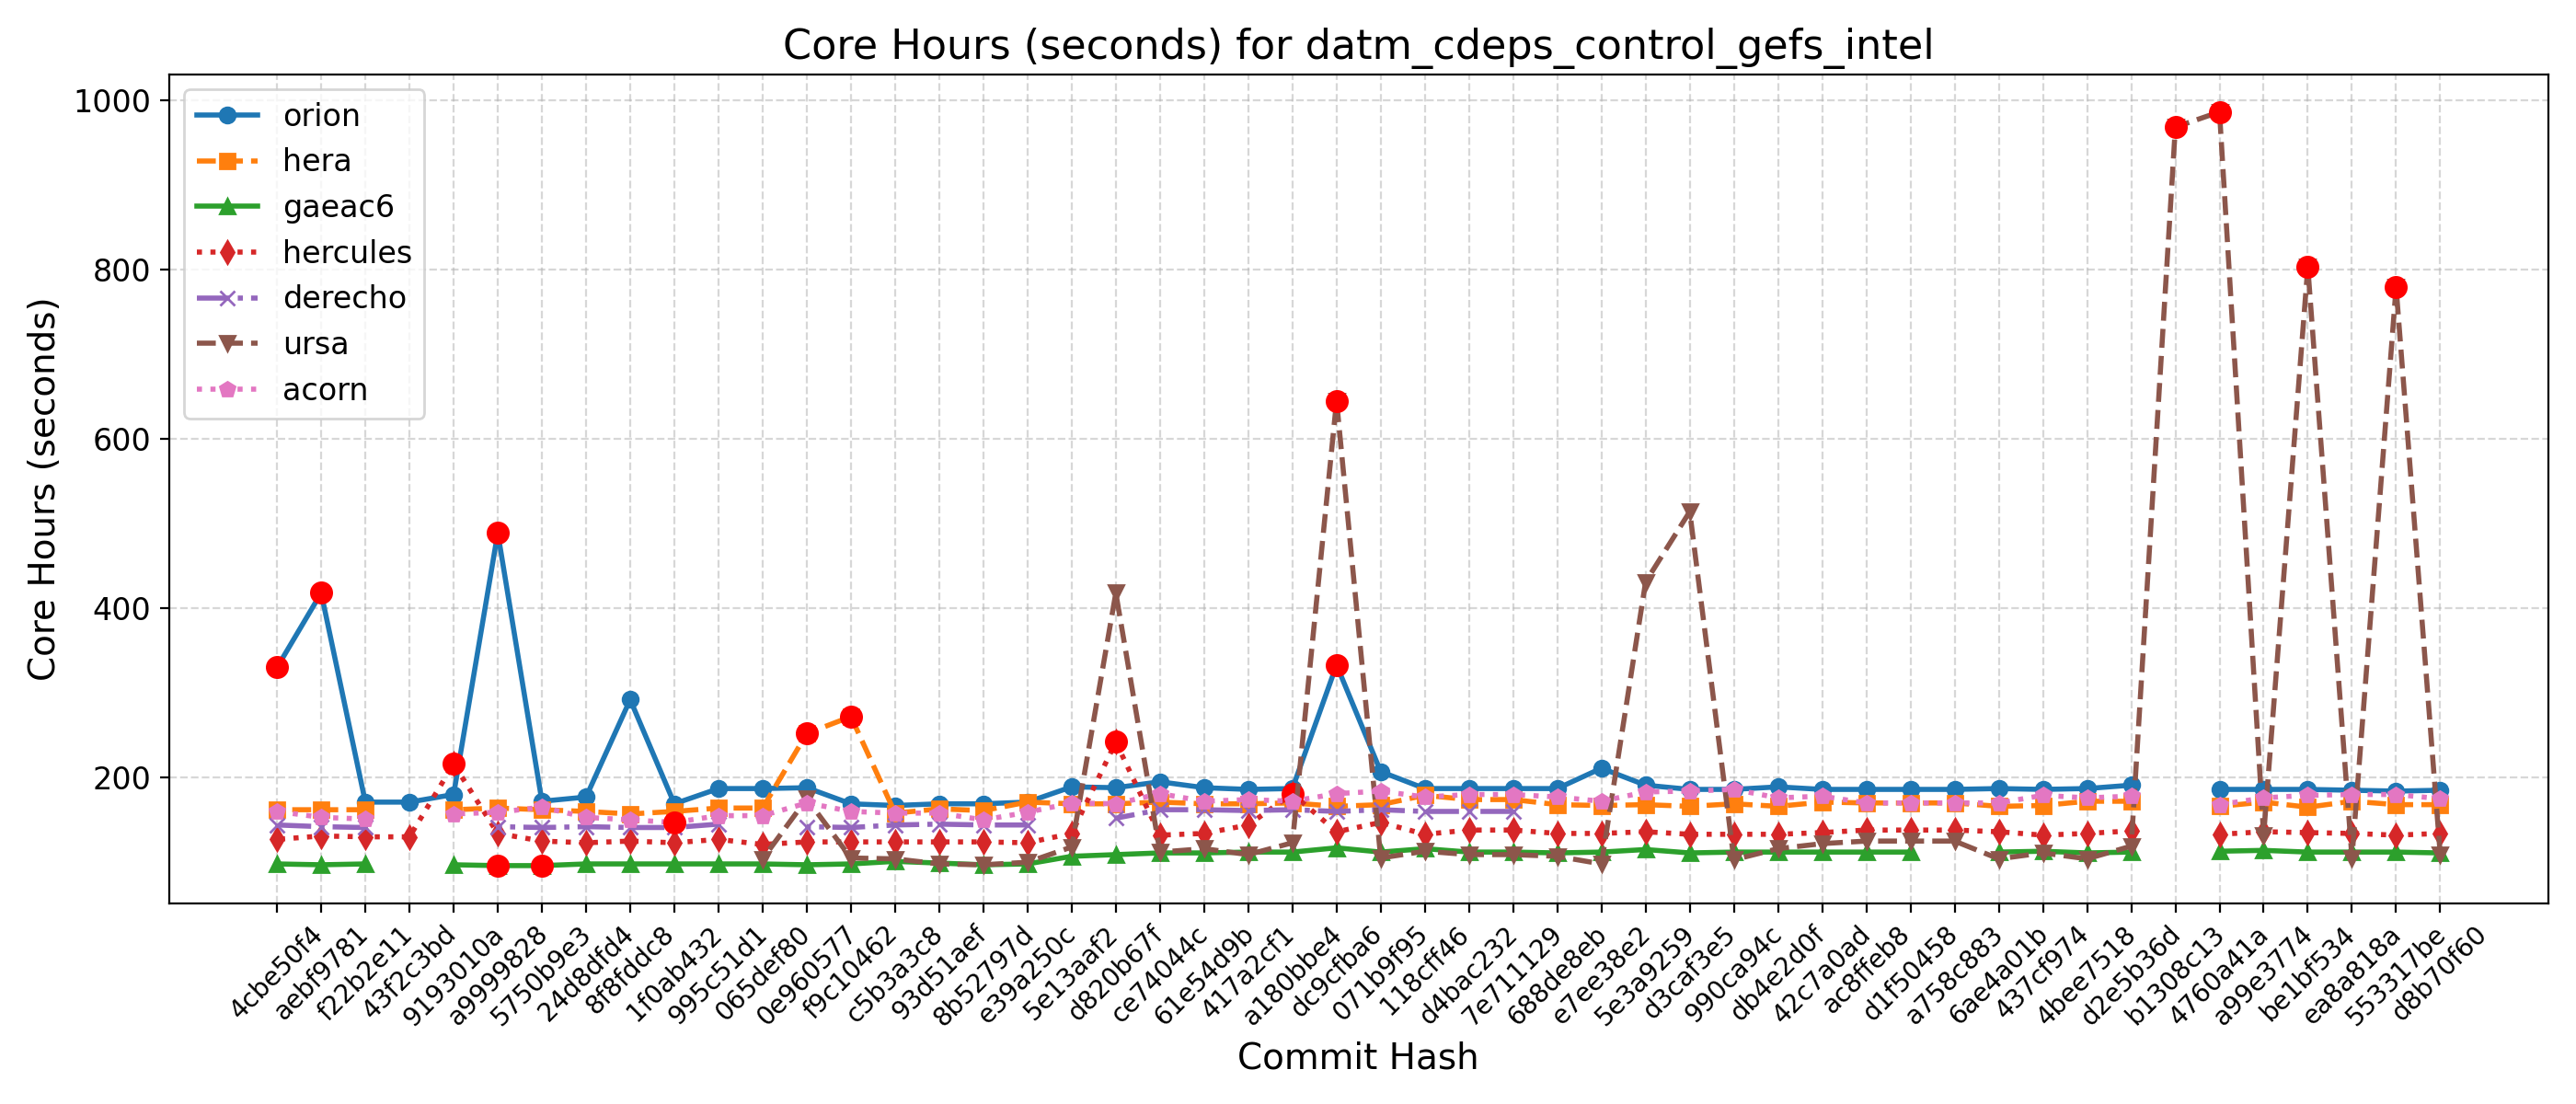 Core Hours (seconds) for datm_cdeps_control_gefs_intel
Core Hours (seconds)
1000
800
600
400
200
orion
hera
gaeac6
hercules
derecho
ursa
acorn
4cbe50f4
aebf9781
f22b2e11
43f2c3bd
9193010a
a9999828
5750b9e3
24d8dfd4
8f8fddc8
1f0ab432
995c51d1
065def80
0e960577
f9c10462
c5b3a3c8
93d51aef
8b52797d
e39a250c
5e13aaf2
d820b67f
ce74044c
61e54d9b
417a2cf1
a180bbe4
dc9cfba6
071b9f95
118cff46
d4bac232
7e711129
688de8eb
e7ee38e2
5e3a9259
d3caf3e5
990ca94c
db4e2d0f
42c7a0ad
ac8ffeb8
d1f50458
a758c883
6ae4a01b
437cf974
4bee7518
d2e5b36d
b1308c13
4760a41a
a99e3774
be1bf534
ea8a818a
553317be
d8b70f60
Commit Hash